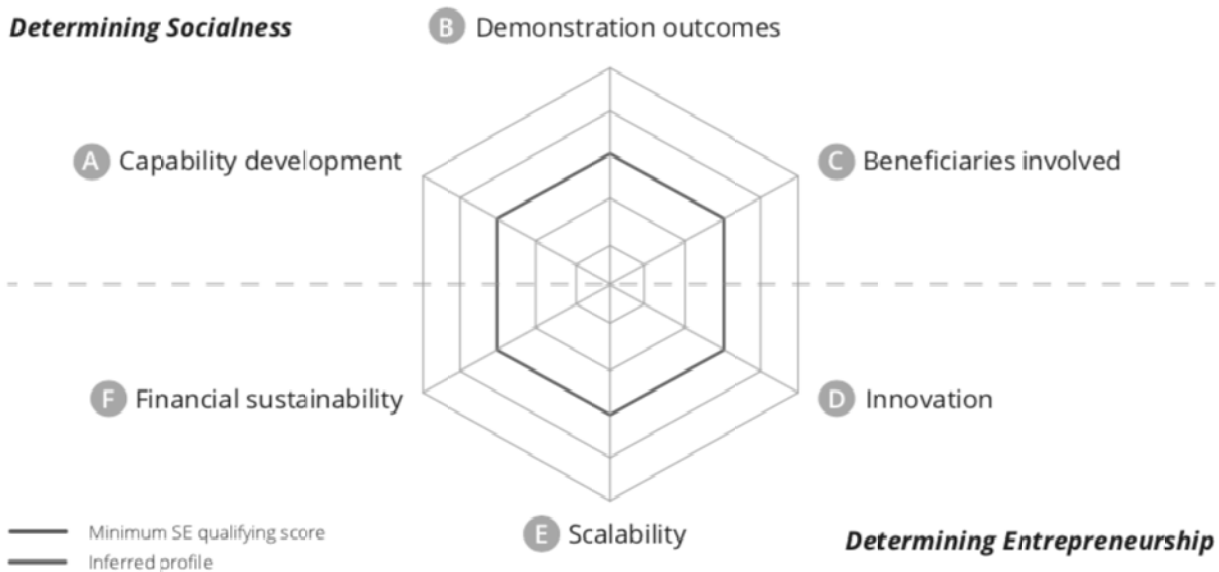 Determining Socialness
B Demonstration outcomes
A Capability development
C Beneficiaries involved
F Financial sustainability
D Innovation
E Scalability
Determining Entrepreneurship
Minimum SE qualifying score
Inferred profile